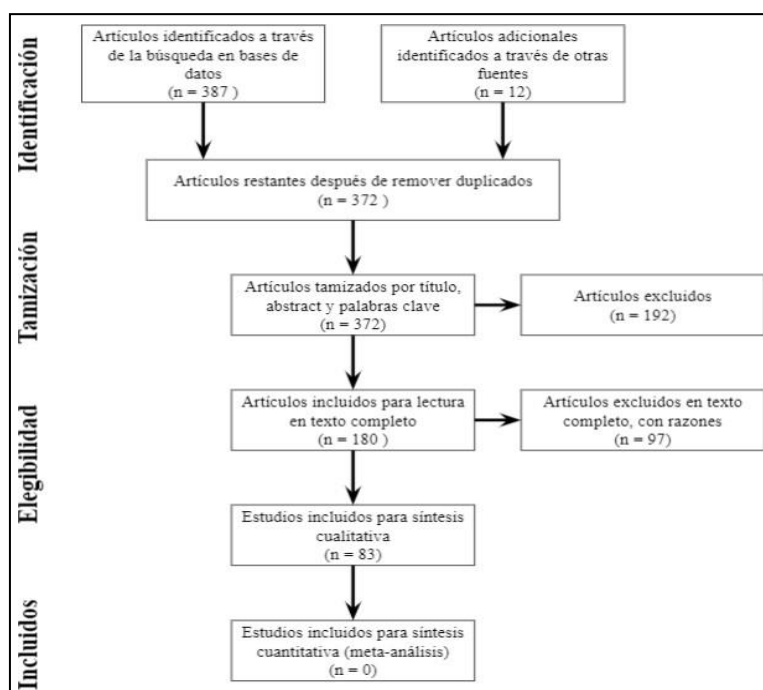 Identificación
Artículos identificados a través
de la búsqueda en bases de
datos
(n = 387 )
Artículos adicionales
identificados a través de otras
fuentes
(n = 12)
Artículos restantes después de remover duplicados
(n = 372 )
Tamización
Artículos tamizados por título,
abstract y palabras clave
(n = 372)
Artículos excluidos
(n = 192)
Elegibilidad
Artículos incluidos para lectura
en texto completo
(n = 180 )
Artículos excluidos en texto
completo, con razones
(n = 97)
Estudios incluidos para síntesis
cualitativa
(n = 83)
Incluidos
Estudios incluidos para síntesis
cuantitativa (meta-análisis)
(n = 0)